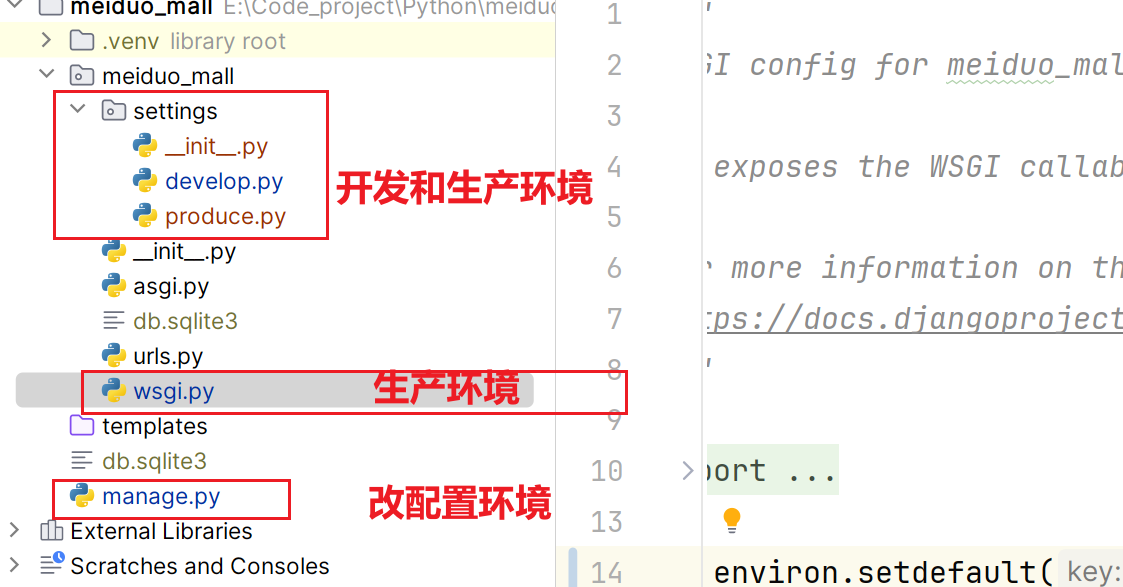 meiduo_mall E:\Code_project\Python\meiduo
.venv library root
meiduo_mall
settings
__init__.py
develop.py
produce.py
开发和生产环境
__init__.py
asgi.py
db.sqlite3
urls.py
wsgi.py
生产环境
templates
db.sqlite3
manage.py
改配置环境
External Libraries
Scratches and Consoles
1 '
2 GI config for meiduo_mal
3
4 exposes the WSGI callab
5
6 r more information on th
7 tps://docs.djangoproject
8 '
9
10 port ...
13
14 environ.setdefault( key: